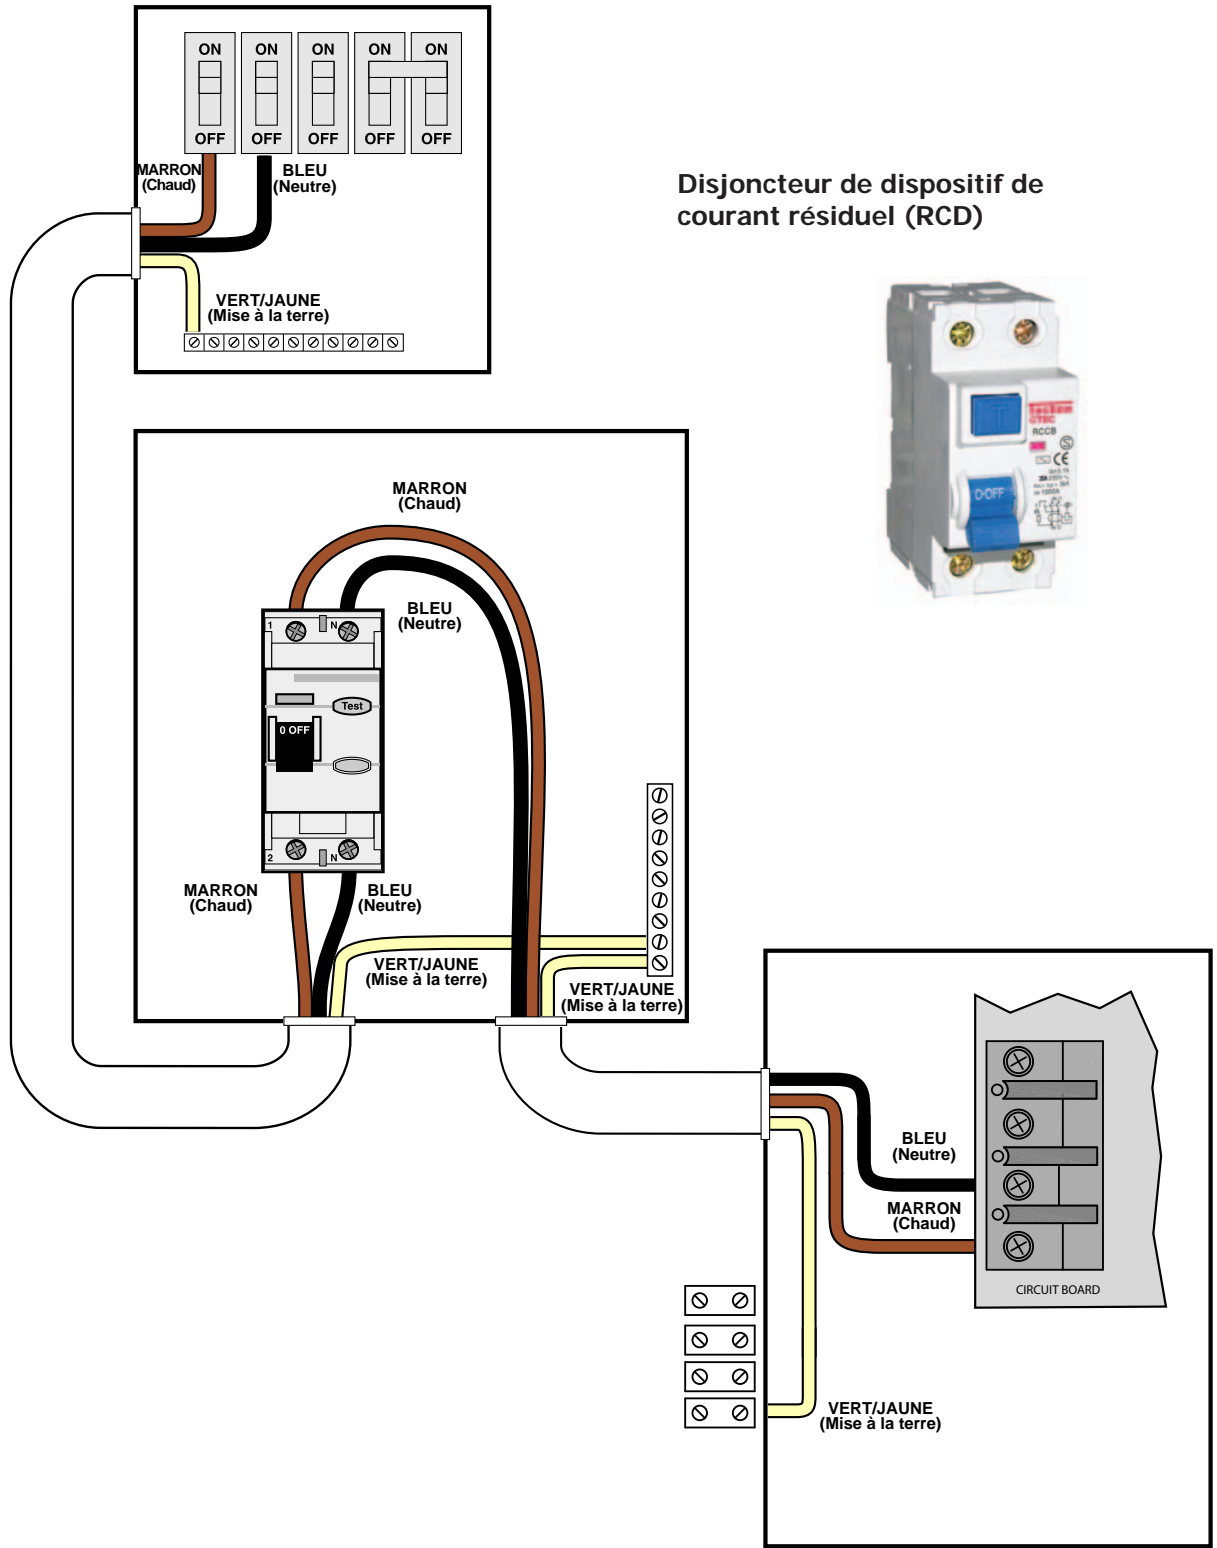 ON ON ON ON ON
OFF OFF OFF OFF OFF
MARRON
(Chaud)
BLEU
(Neutre)
VERT/JAUNE
(Mise à la terre)
Disjoncteur de dispositif de
courant résiduel (RCD)
T
GTEC
RCCB
CE
O-OFF
MARRON
(Chaud)
BLEU
(Neutre)
1 N
Test
0 OFF
2 N
MARRON
(Chaud)
BLEU
(Neutre)
VERT/JAUNE
(Mise à la terre)
VERT/JAUNE
(Mise à la terre)
BLEU
(Neutre)
MARRON
(Chaud)
CIRCUIT BOARD
VERT/JAUNE
(Mise à la terre)